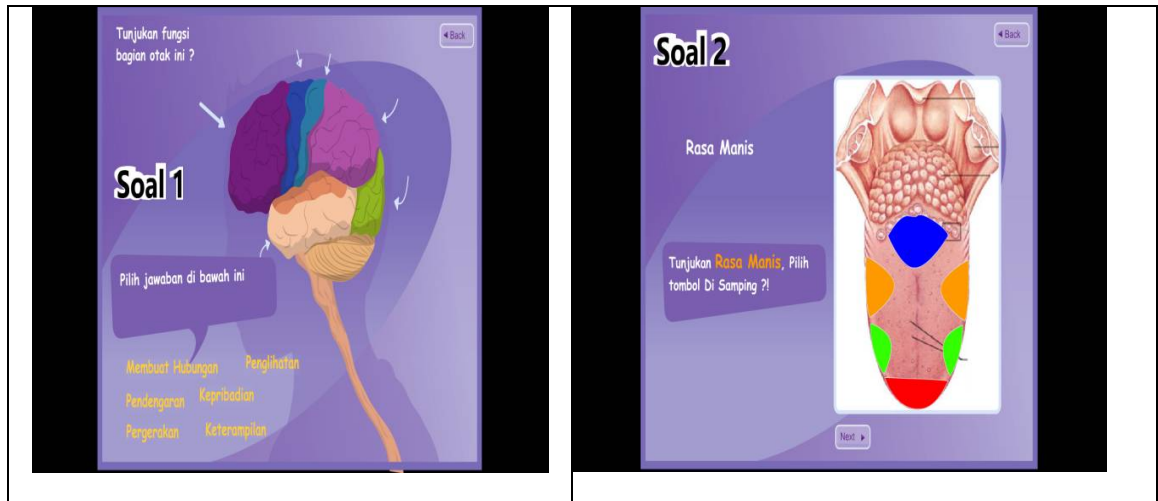 Tunjukan fungsi
bagian otak ini ?
◄ Back
Soal 1
Pilih jawaban di bawah ini
Membuat Hubungan Penglihatan
Pendengaran Kepribadian
Pergerakan Keterampilan
Soal 2
◄ Back
Rasa Manis
Tunjukan Rasa Manis, Pilih
tombol Di Samping ?!
Next ►